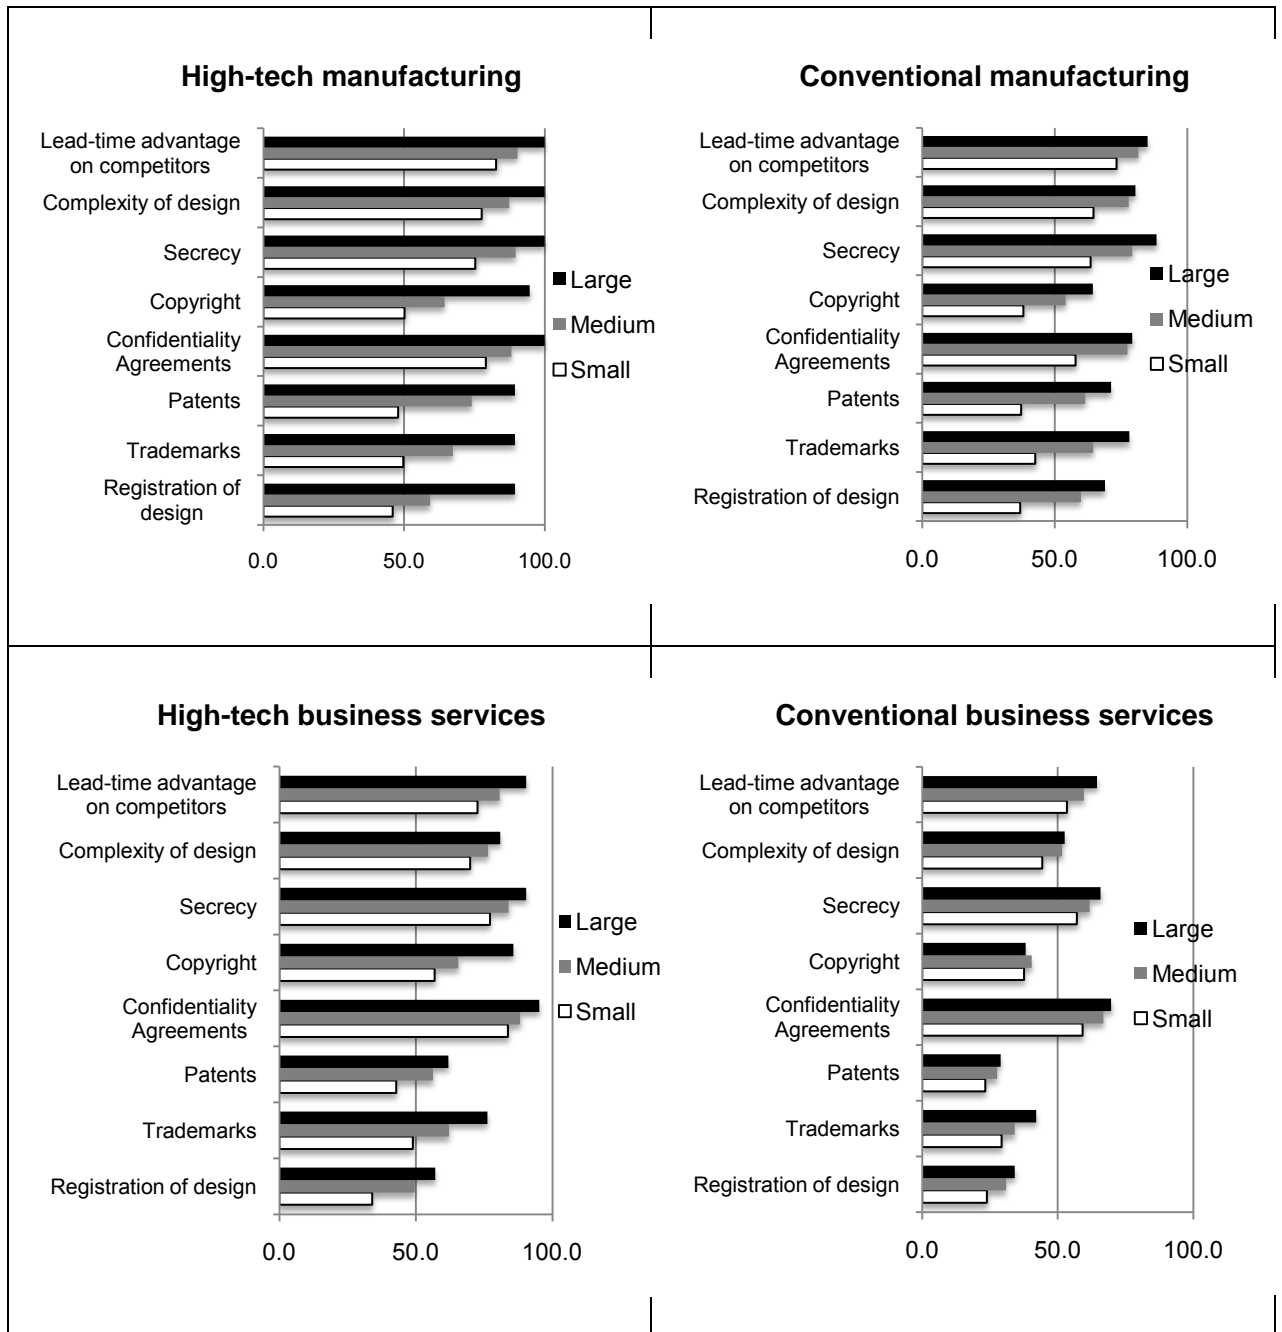 High-tech manufacturing
Lead-time advantage
on competitors
Complexity of design
Secrecy
Copyright
Confidentiality
Agreements
Patents
Trademarks
Registration of
design
0.0 50.0 100.0
Large
Medium
Small
Conventional manufacturing
Lead-time advantage
on competitors
Complexity of design
Secrecy
Copyright
Confidentiality
Agreements
Patents
Trademarks
Registration of design
0.0 50.0 100.0
Large
Medium
Small
High-tech business services
Lead-time advantage
on competitors
Complexity of design
Secrecy
Copyright
Confidentiality
Agreements
Patents
Trademarks
Registration of design
0.0 50.0 100.0
Large
Medium
Small
Conventional business services
Lead-time advantage
on competitors
Complexity of design
Secrecy
Copyright
Confidentiality
Agreements
Patents
Trademarks
Registration of design
0.0 50.0 100.0
Large
Medium
Small